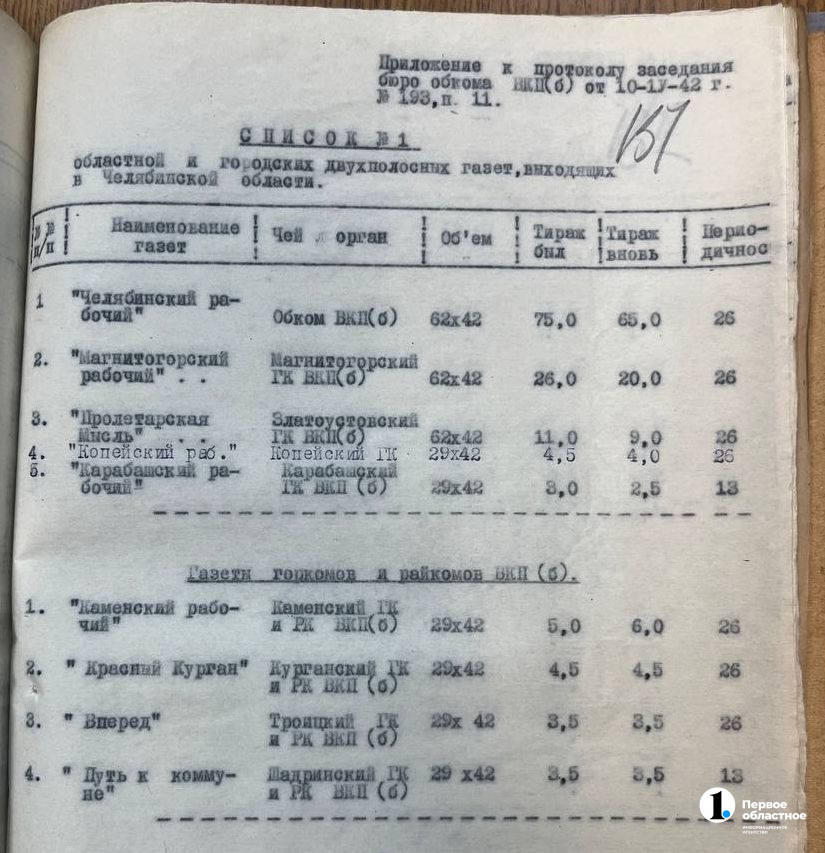 Приложение к протоколу заседания
бюро обкома ВКП(б) от 10-1У-42 г.
№ 193,п. 11.
157
СПИСОК №1
областной и городских двухполосных газет,выходящих
в Челябинской области.
№ № Наименование Чей орган Об'ем Тираж Тираж Перио-
п/п газет был вновь дичнос
1 "Челябинский ра-
бочий" Обком ВКП(б) 62х42 75,0 65,0 26
2. "Магнитогорский Магнитогорский
рабочий" . . ГК ВКП(б) 62х42 26,0 20,0 26
3. "Пролетарская Златоустовский
Мысль" . . ГК ВКП(б) 62х42 11,0 9,0 26
4. "Копейский раб." Копейский ГК 29х42 4,5 4,0 26
5. "Карабашский ра- Карабашский
бочий" ГК ВКП (б) 29х42 3,0 2,5 13
Газеты горкомов и райкомов ВКП (б).
1. "Каменский рабо- Каменский ГК
чий" и РК ВКП(б) 29х42 5,0 6,0 26
2. " Красный Курган" Курганский ГК 29х42 4,5 4,5 26
и РК ВКП (б)
3. " Вперед" Троицкий ГК 29х 42 3,5 3,5 26
и РК ВКП (б)
4. " Путь к комму- Шадринский ГК 29 х42 3,5 3,5 13
не" и РК ВКП (б)
1. Первое
областное
ИНФОРМАЦИОННОЕ
АГЕНТСТВО